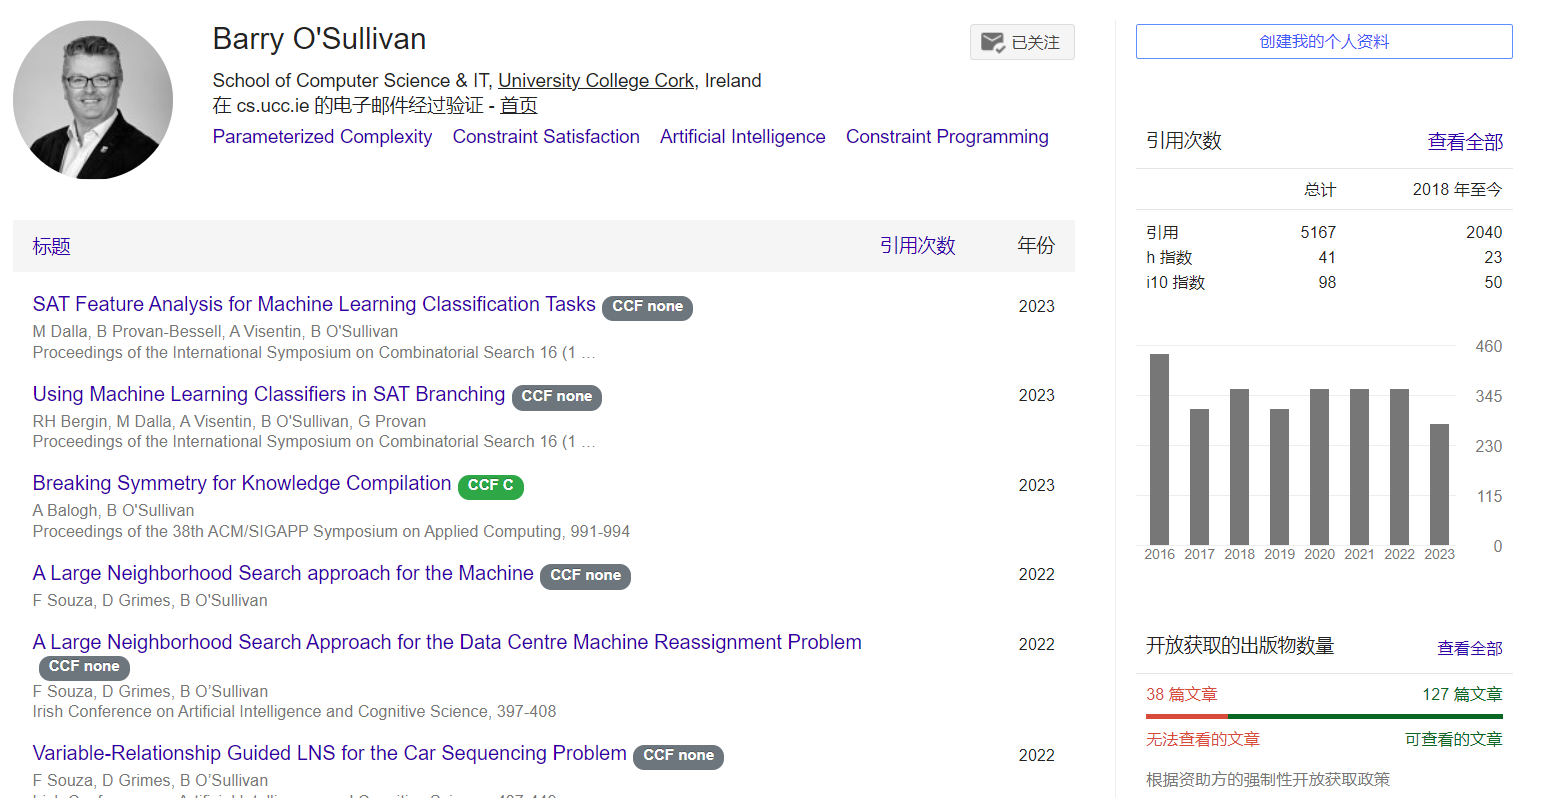 Barry O'Sullivan
已关注
School of Computer Science & IT, University College Cork, Ireland
在 cs.ucc.ie 的电子邮件经过验证 - 首页
Parameterized Complexity Constraint Satisfaction Artificial Intelligence Constraint Programming
标题 引用次数 年份
SAT Feature Analysis for Machine Learning Classification Tasks CCF none 2023
M Dalla, B Provan-Bessell, A Visentin, B O'Sullivan
Proceedings of the International Symposium on Combinatorial Search 16 (1 …
Using Machine Learning Classifiers in SAT Branching CCF none 2023
RH Bergin, M Dalla, A Visentin, B O'Sullivan, G Provan
Proceedings of the International Symposium on Combinatorial Search 16 (1 …
Breaking Symmetry for Knowledge Compilation CCF C 2023
A Balogh, B O'Sullivan
Proceedings of the 38th ACM/SIGAPP Symposium on Applied Computing, 991-994
A Large Neighborhood Search approach for the Machine CCF none 2022
F Souza, D Grimes, B O'Sullivan
A Large Neighborhood Search Approach for the Data Centre Machine Reassignment Problem 2022
CCF none
F Souza, D Grimes, B O’Sullivan
Irish Conference on Artificial Intelligence and Cognitive Science, 397-408
Variable-Relationship Guided LNS for the Car Sequencing Problem CCF none 2022
F Souza, D Grimes, B O’Sullivan
创建我的个人资料
引用次数 查看全部
总计 2018 年至今
引用 5167 2040
h 指数 41 23
i10 指数 98 50
460
345
230
115
0
2016 2017 2018 2019 2020 2021 2022 2023
开放获取的出版物数量 查看全部
38 篇文章 127 篇文章
无法查看的文章 可查看的文章
根据资助方的强制性开放获取政策